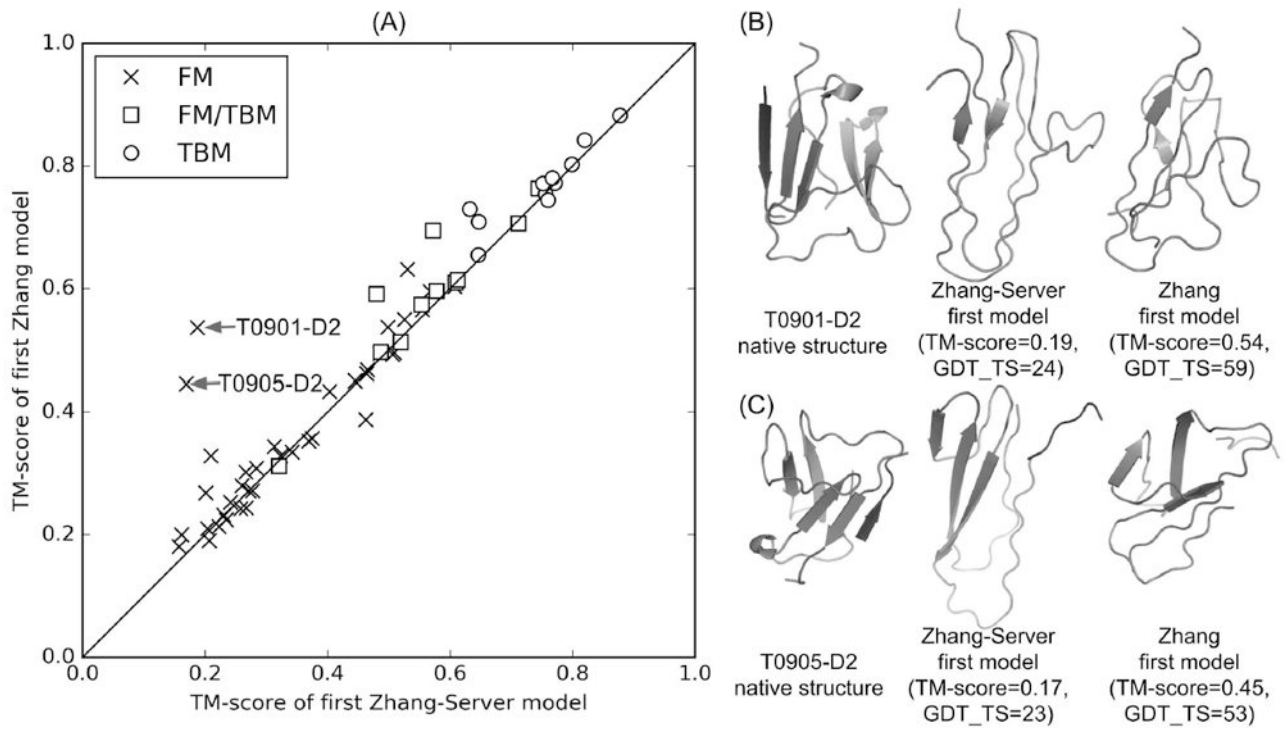 (A)
1.0
0.8
0.6
0.4
0.2
0.0
0.0
0.2
0.4
0.6
0.8
1.0
TM-score of first Zhang model
TM-score of first Zhang-Server model
FM
FM/TBM
TBM
T0901-D2
T0905-D2
(B)
T0901-D2
native structure
Zhang-Server
first model
(TM-score=0.19,
GDT_TS=24)
Zhang
first model
(TM-score=0.54,
GDT_TS=59)
(C)
T0905-D2
native structure
Zhang-Server
first model
(TM-score=0.17,
GDT_TS=23)
Zhang
first model
(TM-score=0.45,
GDT_TS=53)